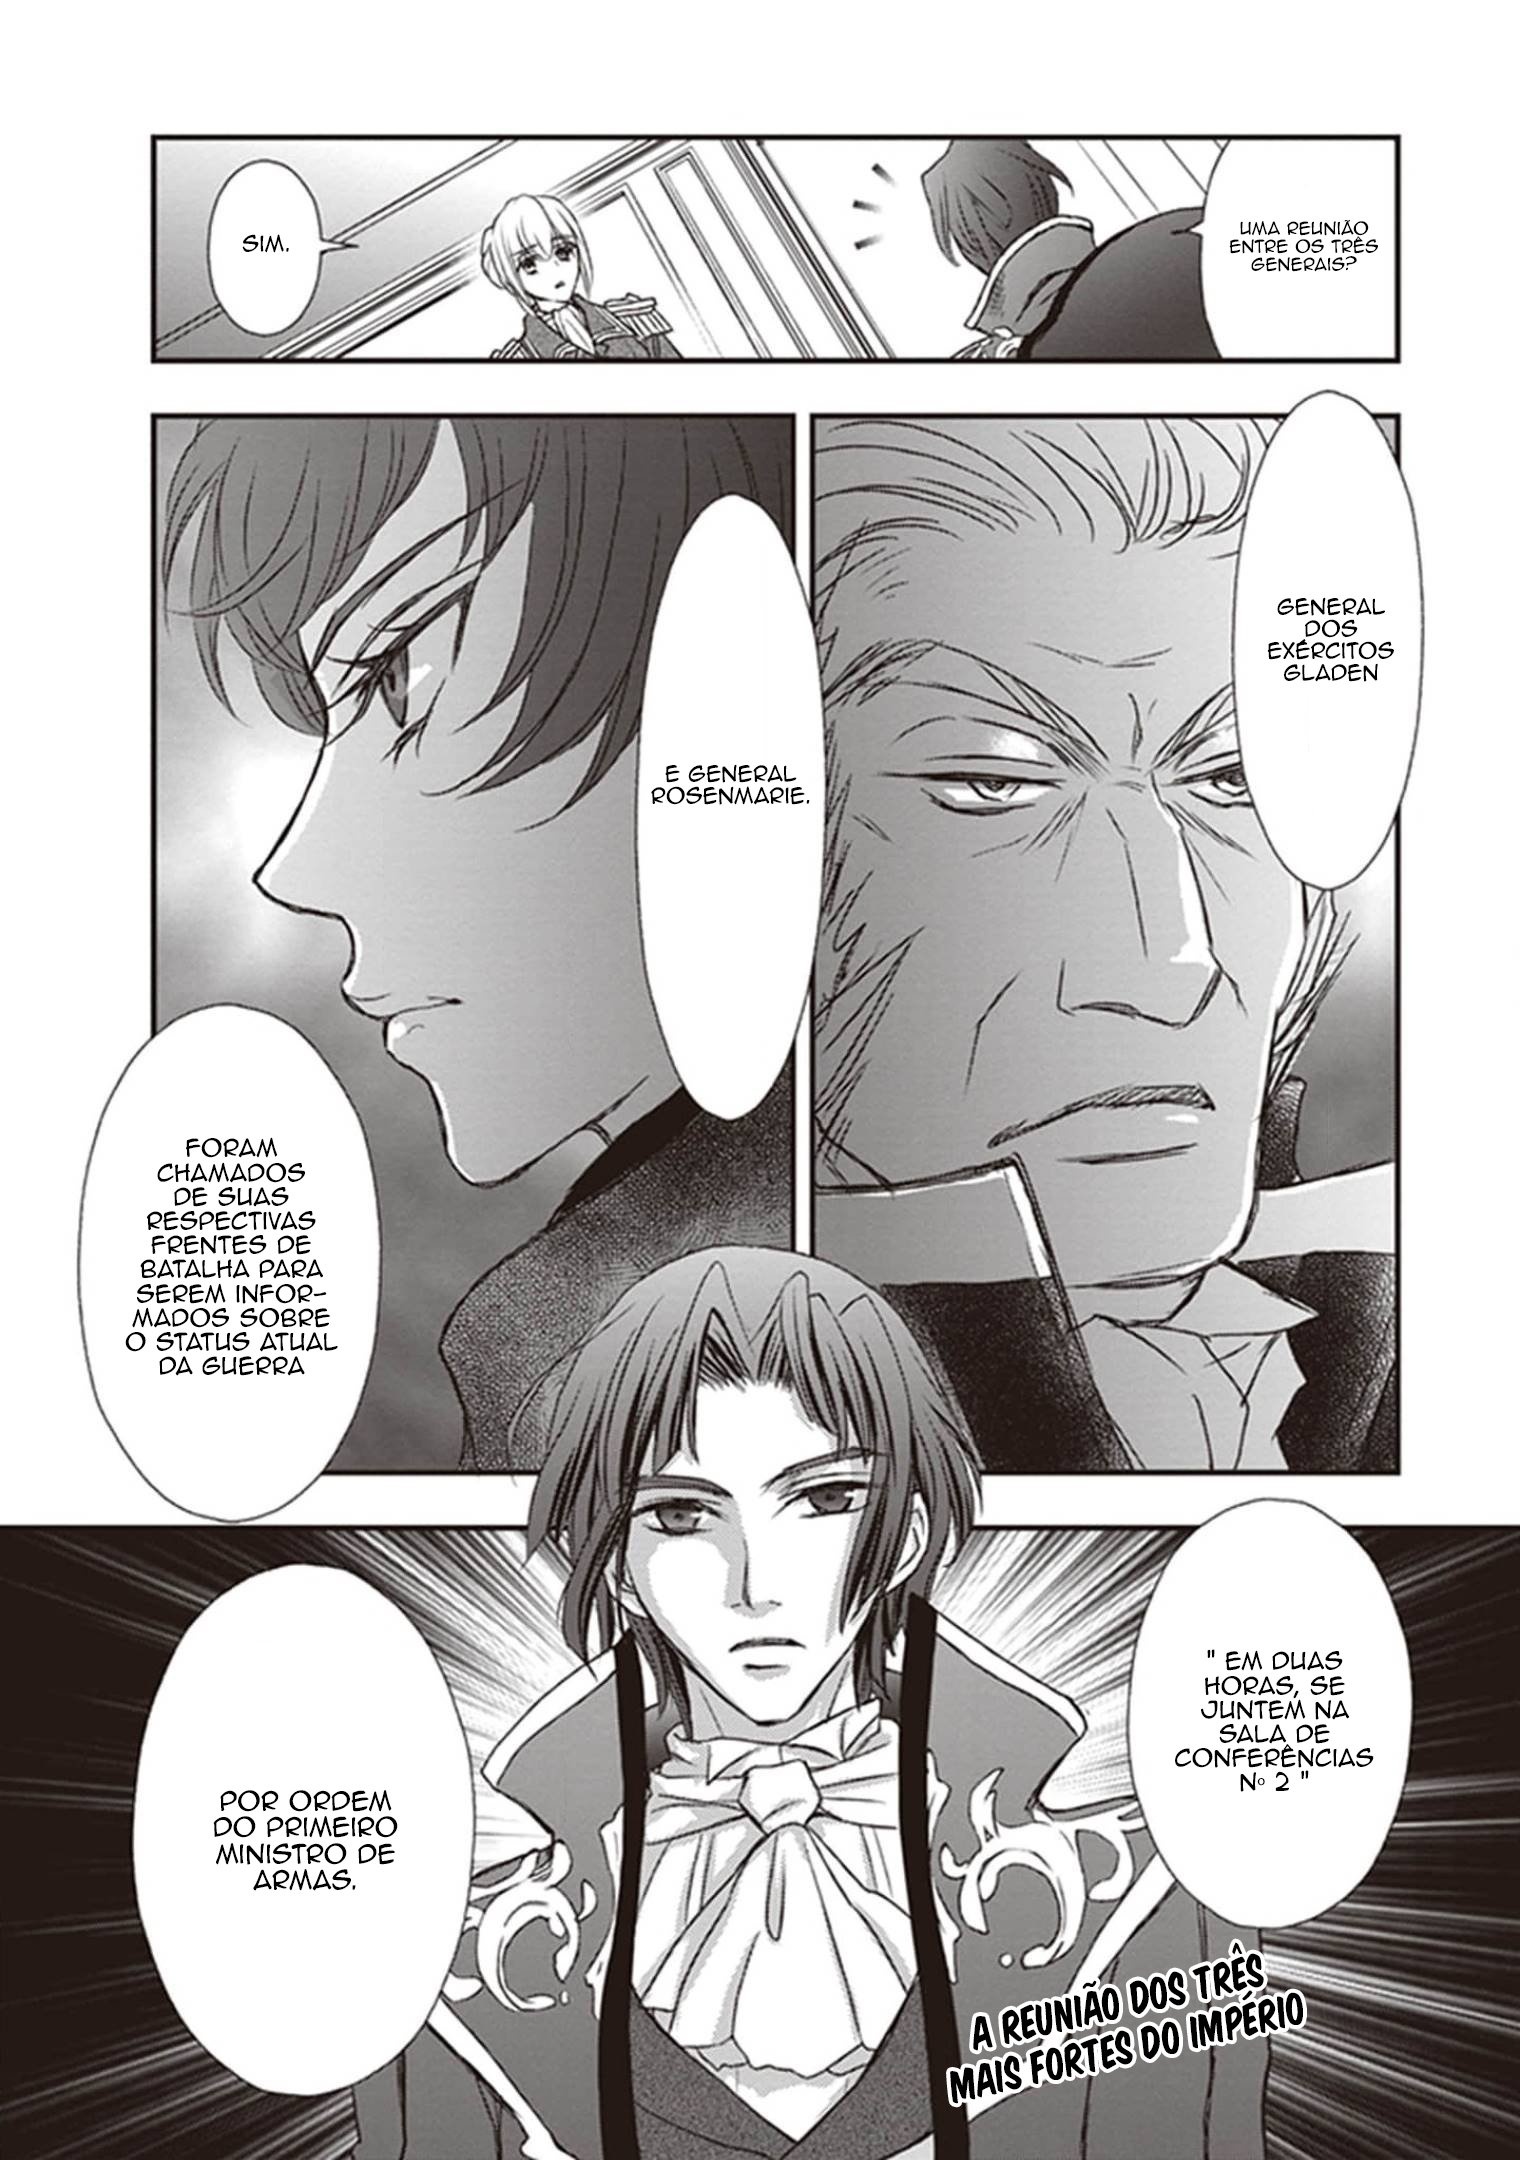 UMA REUNIÃO
ENTRE OS TRÊS
GENERAIS?
SIM.
GENERAL
DOS
EXÉRCITOS
GLADEN
E GENERAL
ROSENMARIE.
FORAM
CHAMADOS
DE SUAS
RESPECTIVAS
FRENTES DE
BATALHA PARA
SEREM INFOR-
MADOS SOBRE
O STATUS ATUAL
DA GUERRA
" EM DUAS
HORAS, SE
JUNTEM NA
SALA DE
CONFERÊNCIAS
Nº 2 "
POR ORDEM
DO PRIMEIRO
MINISTRO DE
ARMAS.
A REUNIÃO DOS TRÊS
MAIS FORTES DO IMPÉRIO